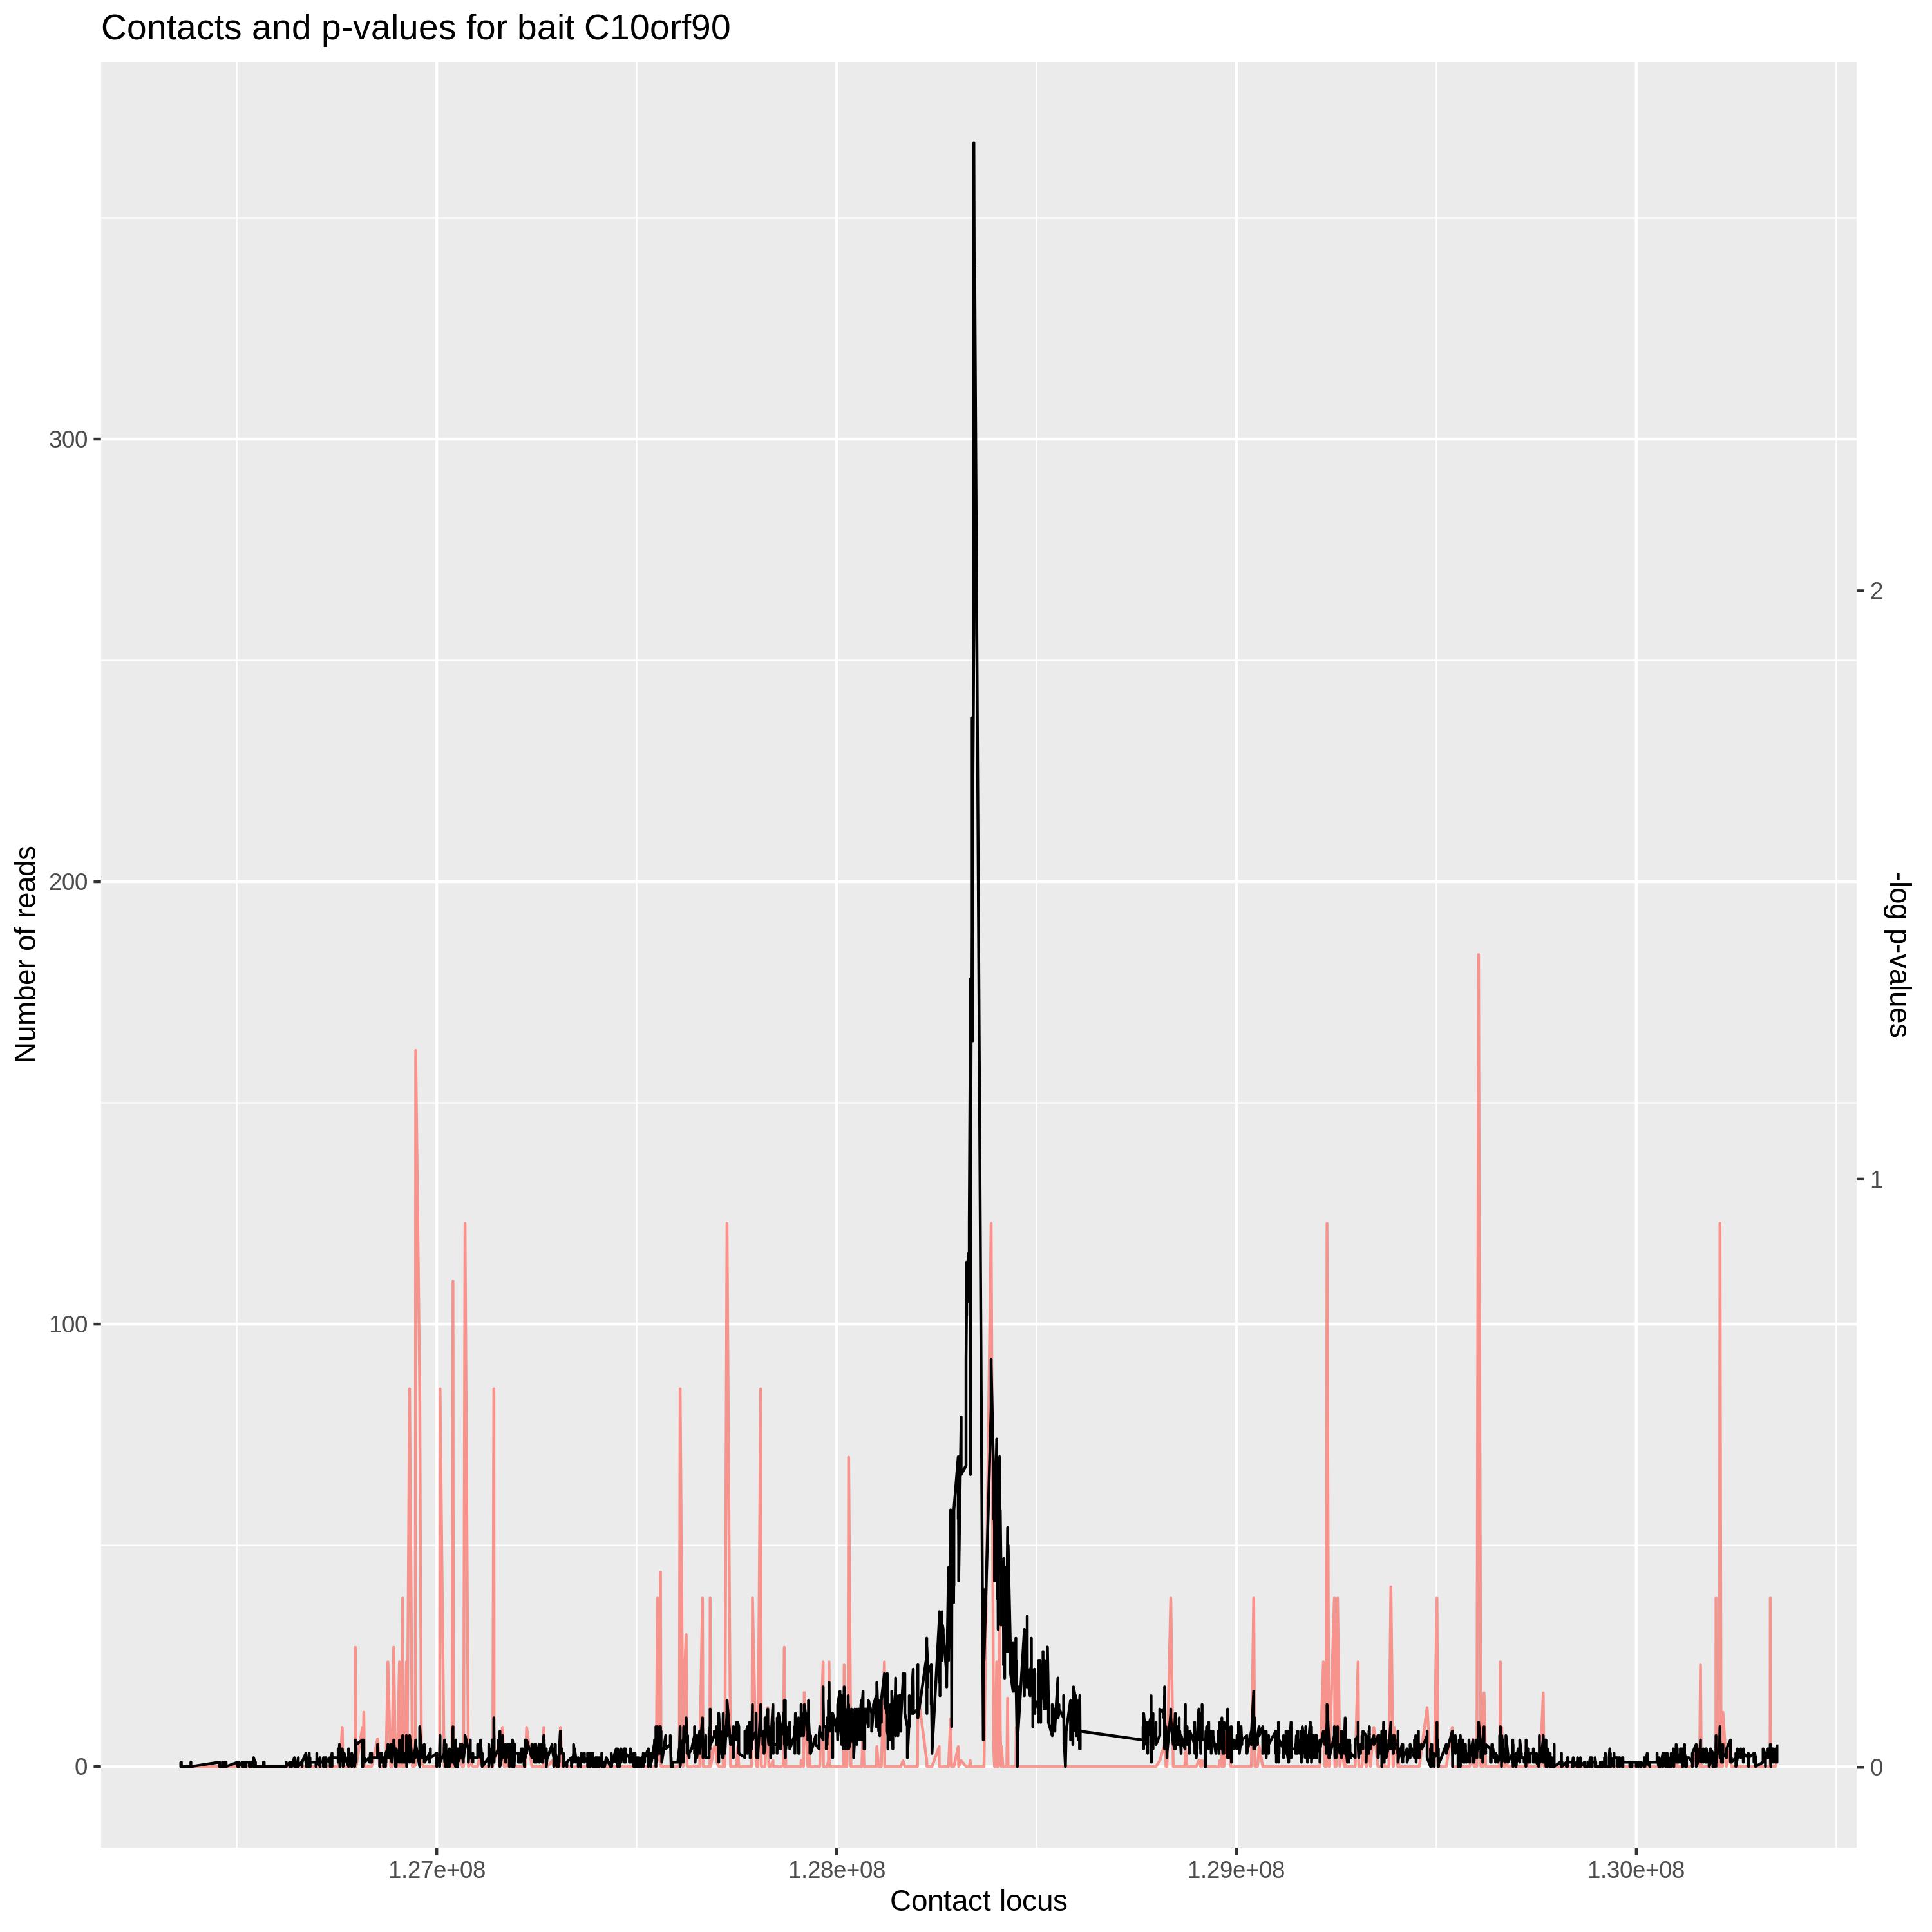 Contacts and p-values for bait C10orf90
300
200
100
0
Number of reads
2
1
0
-log p-values
1.27e+08 1.28e+08 1.29e+08 1.30e+08
Contact locus